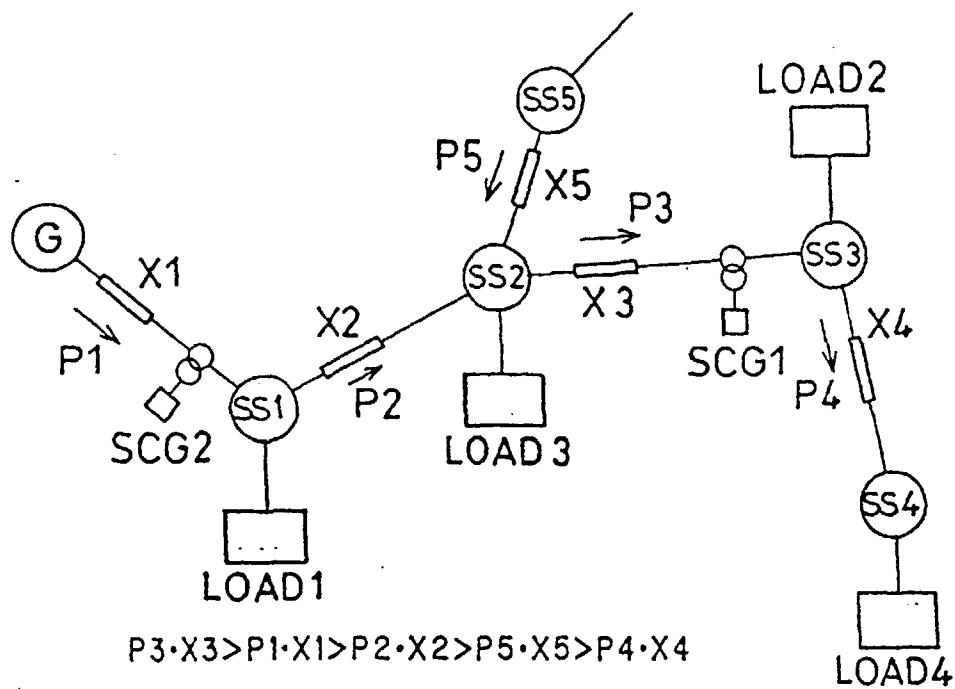 LOAD2
SS5
P5
X5
P3
G
X1
SS2
SS3
X3
X2
X4
P1
P2
SCG1
P4
SS1
SCG2
LOAD3
SS4
LOAD1
P3·X3>P1·X1>P2·X2>P5·X5>P4·X4
LOAD4